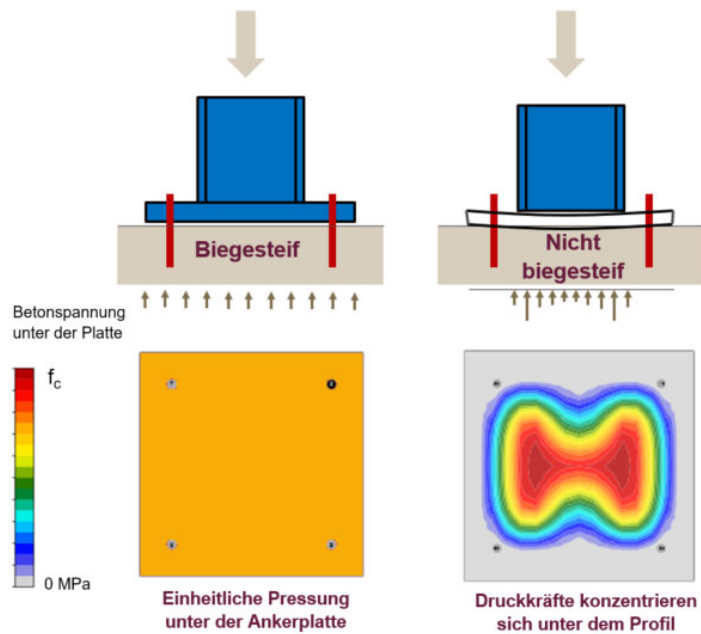 Biegesteif
Nicht
biegesteif
Betonspannung
unter der Platte
fc
0 MPa
Einheitliche Pressung
unter der Ankerplatte
Druckkräfte konzentrieren
sich unter dem Profil